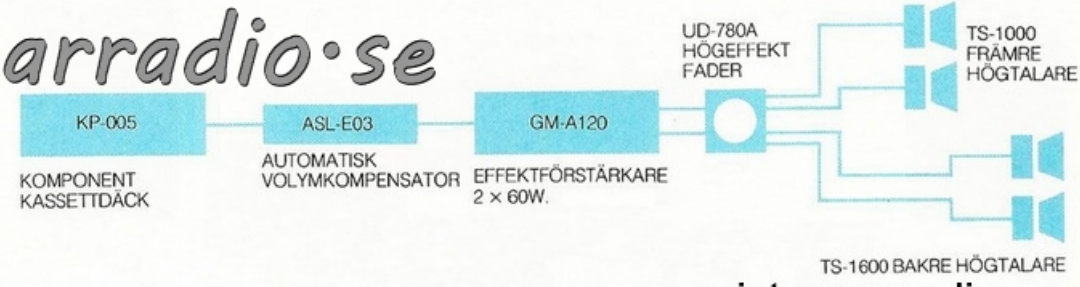 arradio•se
KP-005
KOMPONENT
KASSETTDÄCK
ASL-E03
AUTOMATISK
VOLYMKOMPENSATOR
GM-A120
EFFEKTFÖRSTÄRKARE
2 × 60W.
UD-780A
HÖGEFFEKT
FADER
TS-1000
FRÄMRE
HÖGTALARE
TS-1600 BAKRE HÖGTALARE